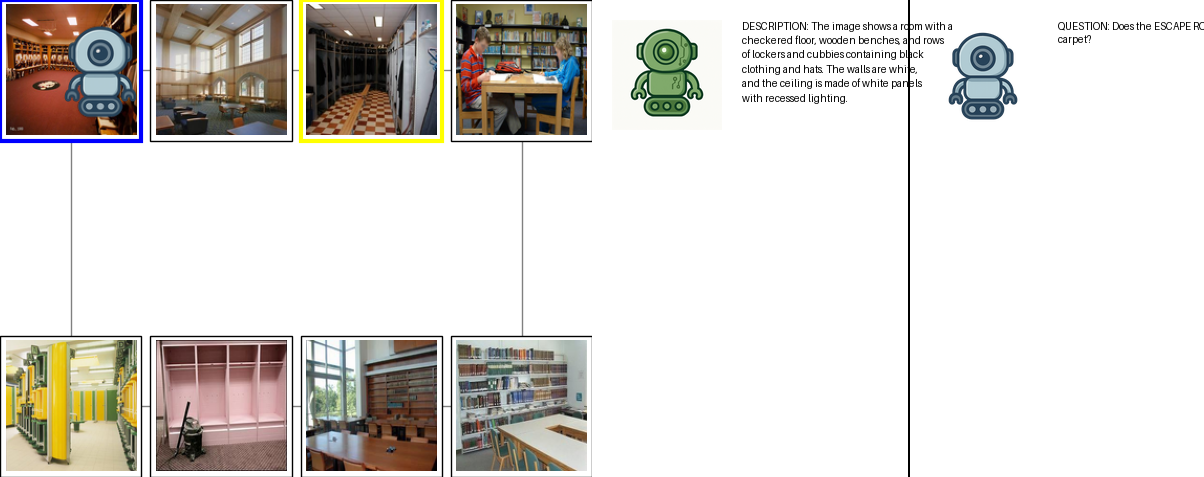 DESCRIPTION: The image shows a room with a
checkered floor, wooden benches, and rows
of lockers and cubbies containing black
clothing and hats. The walls are white,
and the ceiling is made of white panels
with recessed lighting.
QUESTION: Does the ESCAPE RO
carpet?